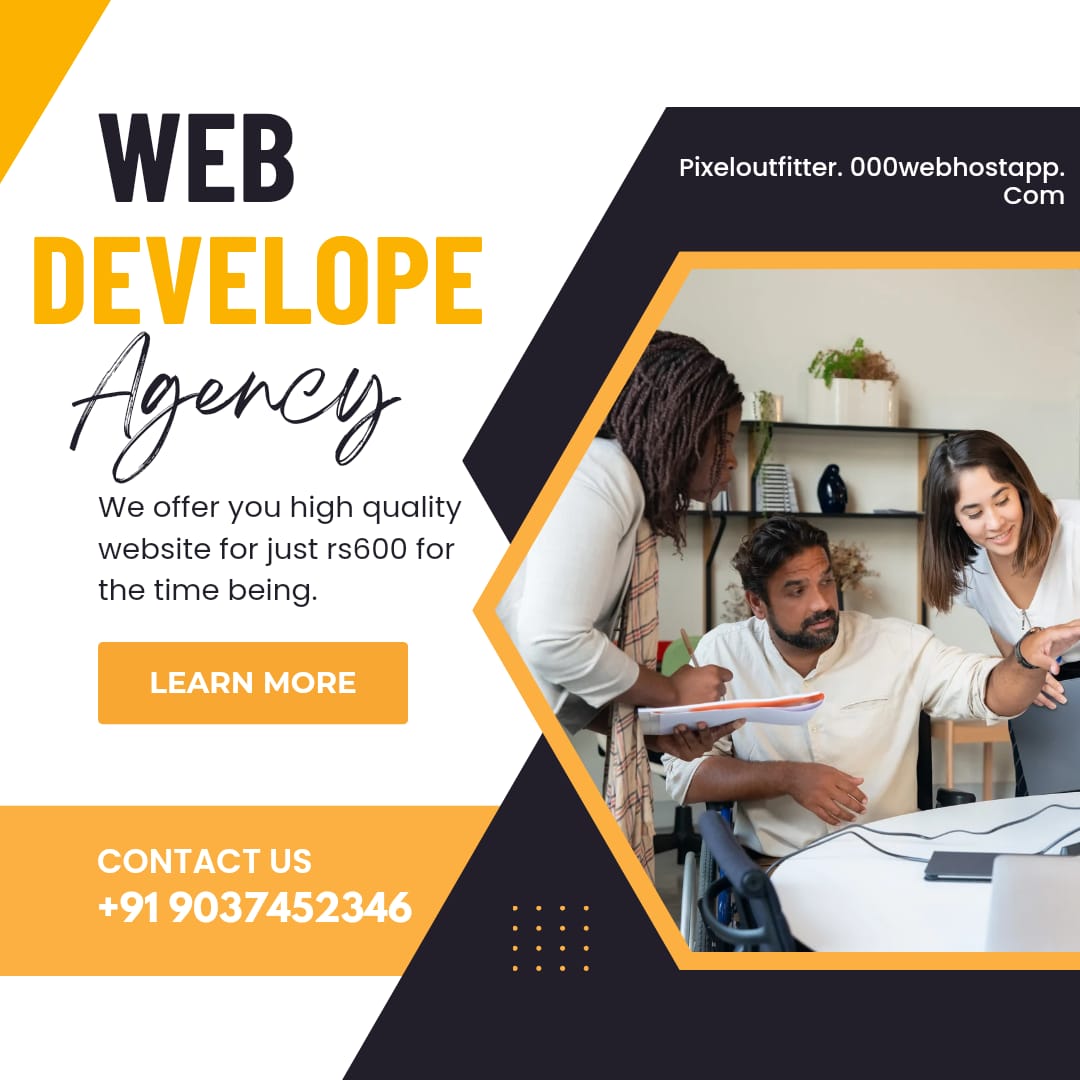 WEB
DEVELOPE
Agency
We offer you high quality
website for just rs600 for
the time being.
LEARN MORE
CONTACT US
+91 9037452346
Pixeloutfitter. 000webhostapp.
Com